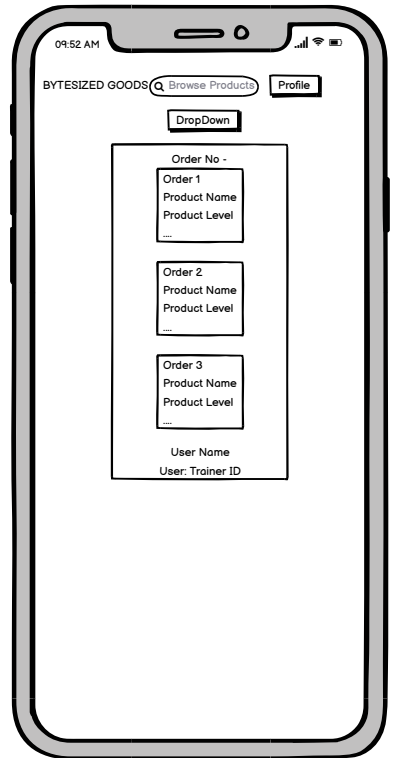 09:52 AM
BYTESIZED GOODS Browse Products Profile
DropDown
Order No -
Order 1
Product Name
Product Level
....
Order 2
Product Name
Product Level
....
Order 3
Product Name
Product Level
....
User Name
User: Trainer ID